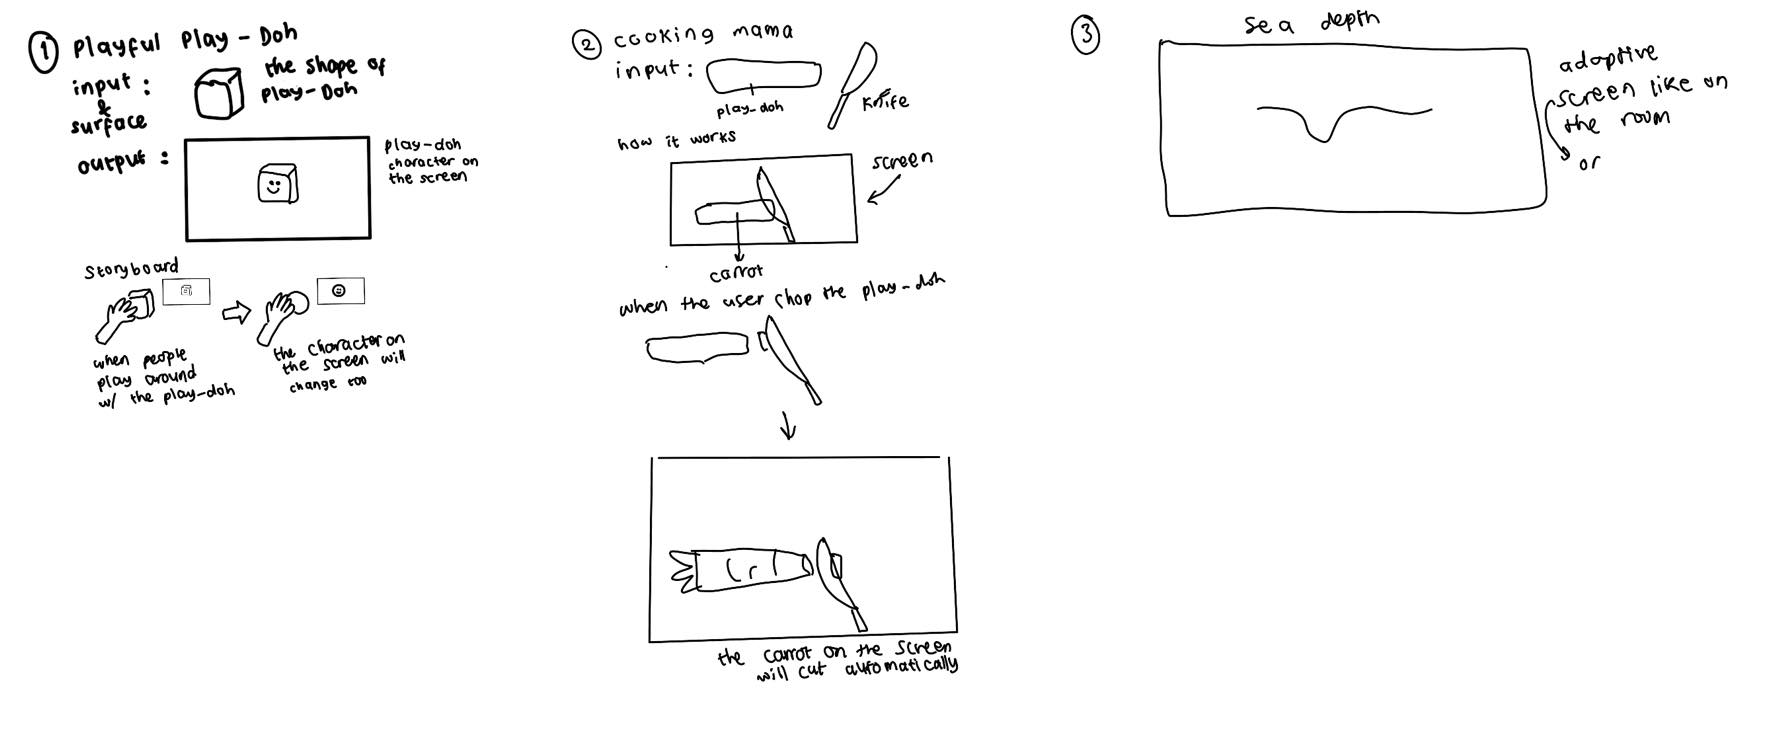 ① Playful Play-Doh
input :
&
surface
the shape of
Play-Doh
output :
play-doh
character on
the screen
Storyboard
when people
play around
w/ the play-doh
the character on
the screen will
change too
② cooking mama
input :
play-doh
knife
how it works
screen
carrot
when the user chop the play-doh
the carrot on the screen
will cut automatically
③
sea depth
adaptive
screen like on
the room
or